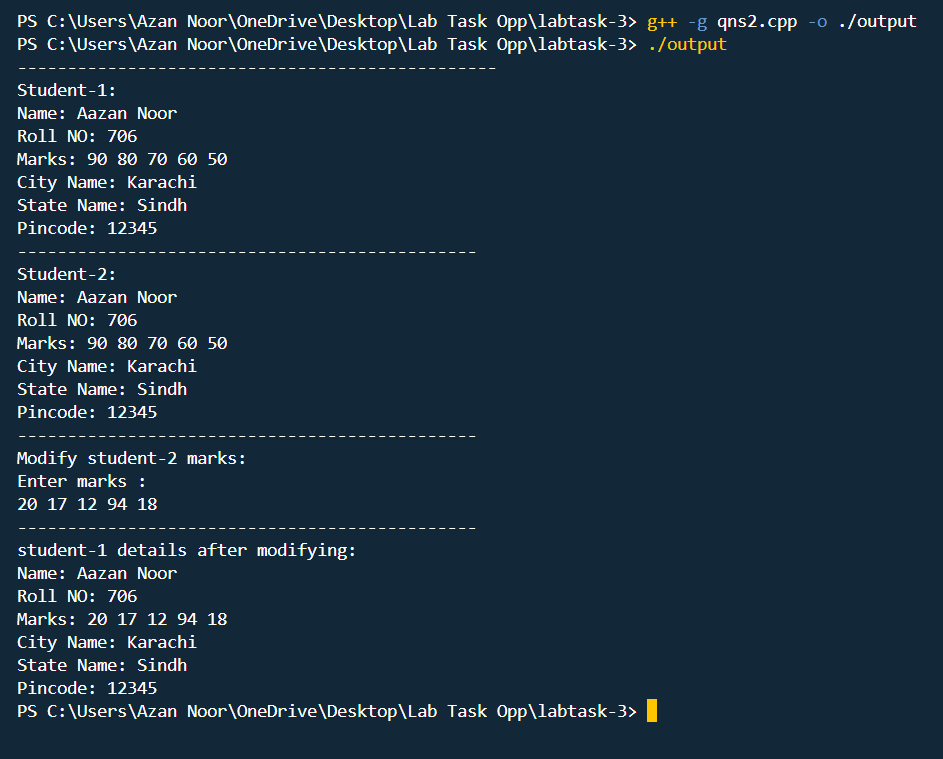 PS C:\Users\Azan Noor\OneDrive\Desktop\Lab Task Opp\labtask-3> g++ -g qns2.cpp -o ./output
PS C:\Users\Azan Noor\OneDrive\Desktop\Lab Task Opp\labtask-3> ./output
------------------------------------------------
Student-1:
Name: Aazan Noor
Roll NO: 706
Marks: 90 80 70 60 50
City Name: Karachi
State Name: Sindh
Pincode: 12345
----------------------------------------------
Student-2:
Name: Aazan Noor
Roll NO: 706
Marks: 90 80 70 60 50
City Name: Karachi
State Name: Sindh
Pincode: 12345
----------------------------------------------
Modify student-2 marks:
Enter marks :
20 17 12 94 18
----------------------------------------------
student-1 details after modifying:
Name: Aazan Noor
Roll NO: 706
Marks: 20 17 12 94 18
City Name: Karachi
State Name: Sindh
Pincode: 12345
PS C:\Users\Azan Noor\OneDrive\Desktop\Lab Task Opp\labtask-3>